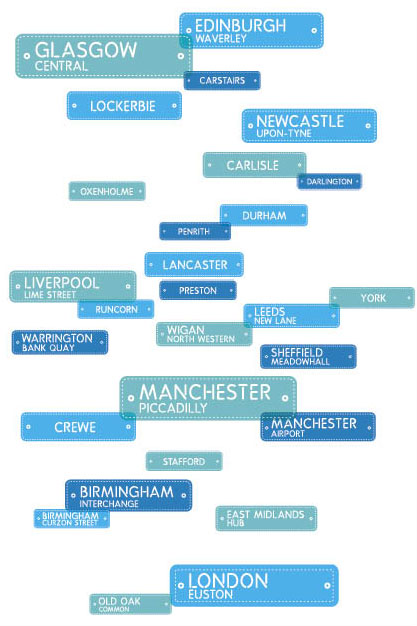 EDINBURGH
WAVERLEY
GLASGOW
CENTRAL
CARSTAIRS
LOCKERBIE
NEWCASTLE
UPON-TYNE
CARLISLE
DARLINGTON
OXENHOLME
DURHAM
PENRITH
LANCASTER
LIVERPOOL
LIME STREET
PRESTON
YORK
RUNCORN
LEEDS
NEW LANE
WIGAN
NORTH WESTERN
WARRINGTON
BANK QUAY
SHEFFIELD
MEADOWHALL
MANCHESTER
PICCADILLY
CREWE
MANCHESTER
AIRPORT
STAFFORD
BIRMINGHAM
INTERCHANGE
BIRMINGHAM
CURZON STREET
EAST MIDLANDS
HUB
LONDON
EUSTON
OLD OAK
COMMON